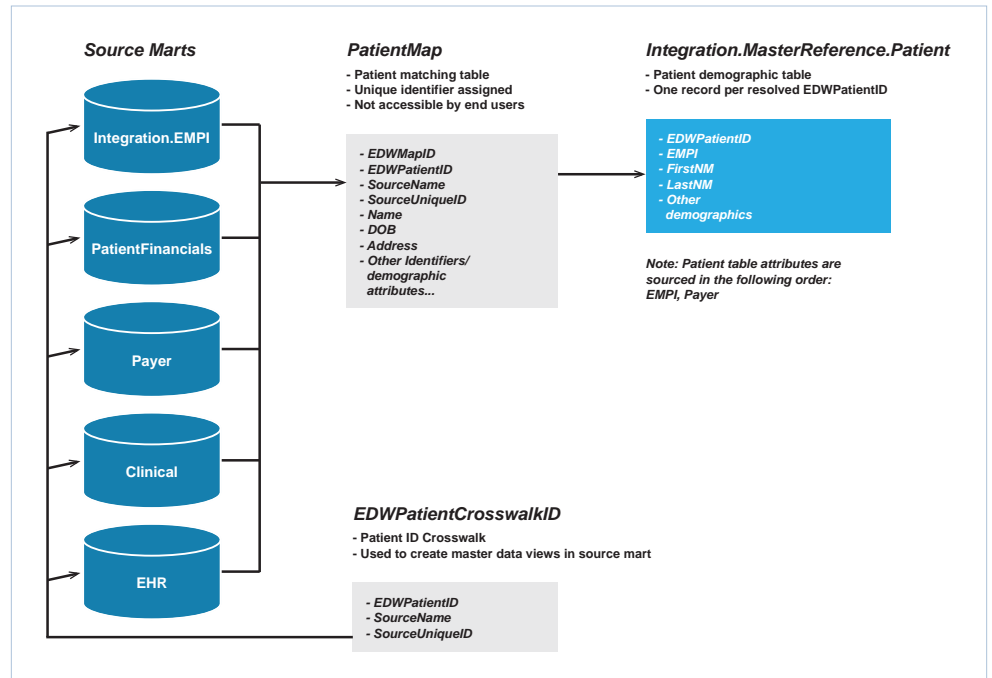 Source Marts
Integration.EMPI
PatientFinancials
Payer
Clinical
EHR
PatientMap
- Patient matching table
- Unique identifier assigned
- Not accessible by end users
- EDWMapID
- EDWPatientID
- SourceName
- SourceUniqueID
- Name
- DOB
- Address
- Other Identifiers/
demographic
attributes...
Integration.MasterReference.Patient
- Patient demographic table
- One record per resolved EDWPatientID
- EDWPatientID
- EMPI
- FirstNM
- LastNM
- Other
demographics
Note: Patient table attributes are
sourced in the following order:
EMPI, Payer
EDWPatientCrosswalkID
- Patient ID Crosswalk
- Used to create master data views in source mart
- EDWPatientID
- SourceName
- SourceUniqueID